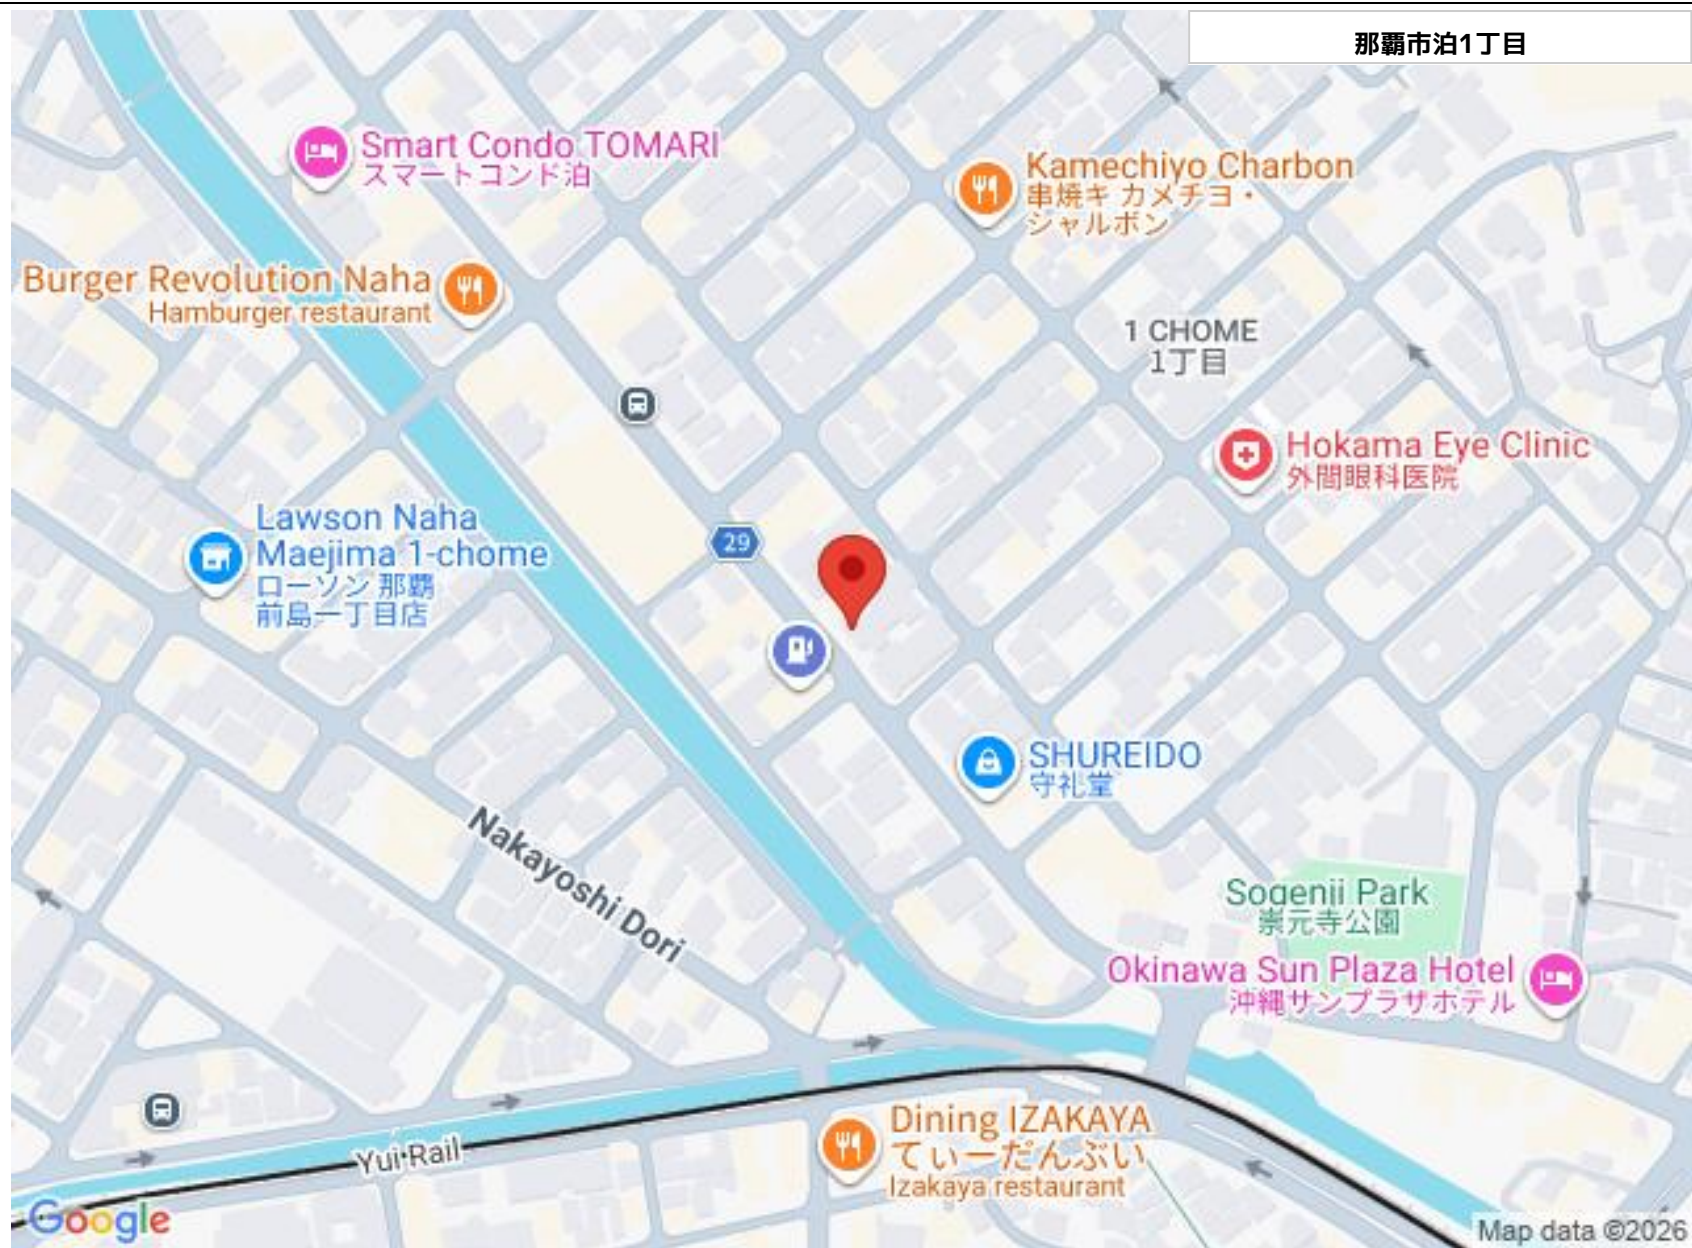 那覇市泊1丁目
Smart Condo TOMARI
スマートコンド泊
Kamechiyo Charbon
串焼キ カメチヨ・
シャルボン
Burger Revolution Naha
Hamburger restaurant
1 CHOME
1丁目
Hokama Eye Clinic
外間眼科医院
Lawson Naha
Maejima 1-chome
ローソン 那覇
前島一丁目店
29
SHUREIDO
守礼堂
Nakayoshi Dori
Sogenji Park
崇元寺公園
Okinawa Sun Plaza Hotel
沖縄サンプラザホテル
Dining IZAKAYA
てぃーだんぶい
Izakaya restaurant
Yui Rail
Google
Map data ©2026